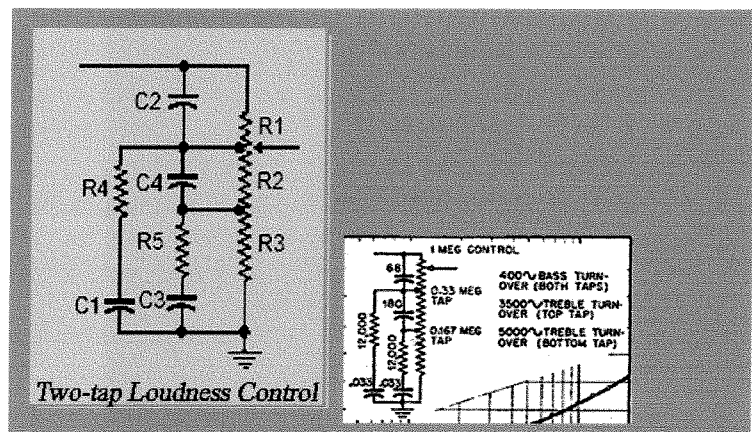 C2
R1
R4
C4
R2
R5
R3
C1
C3
Two-tap Loudness Control
1 MEG CONTROL
68
0.33 MEG
TAP
180
0.167 MEG
TAP
12,000
12,000
.033
.033
400∿BASS TURN-
OVER (BOTH TAPS)
3500∿TREBLE TURN-
OVER (TOP TAP)
5000∿TREBLE TURN-
OVER (BOTTOM TAP)